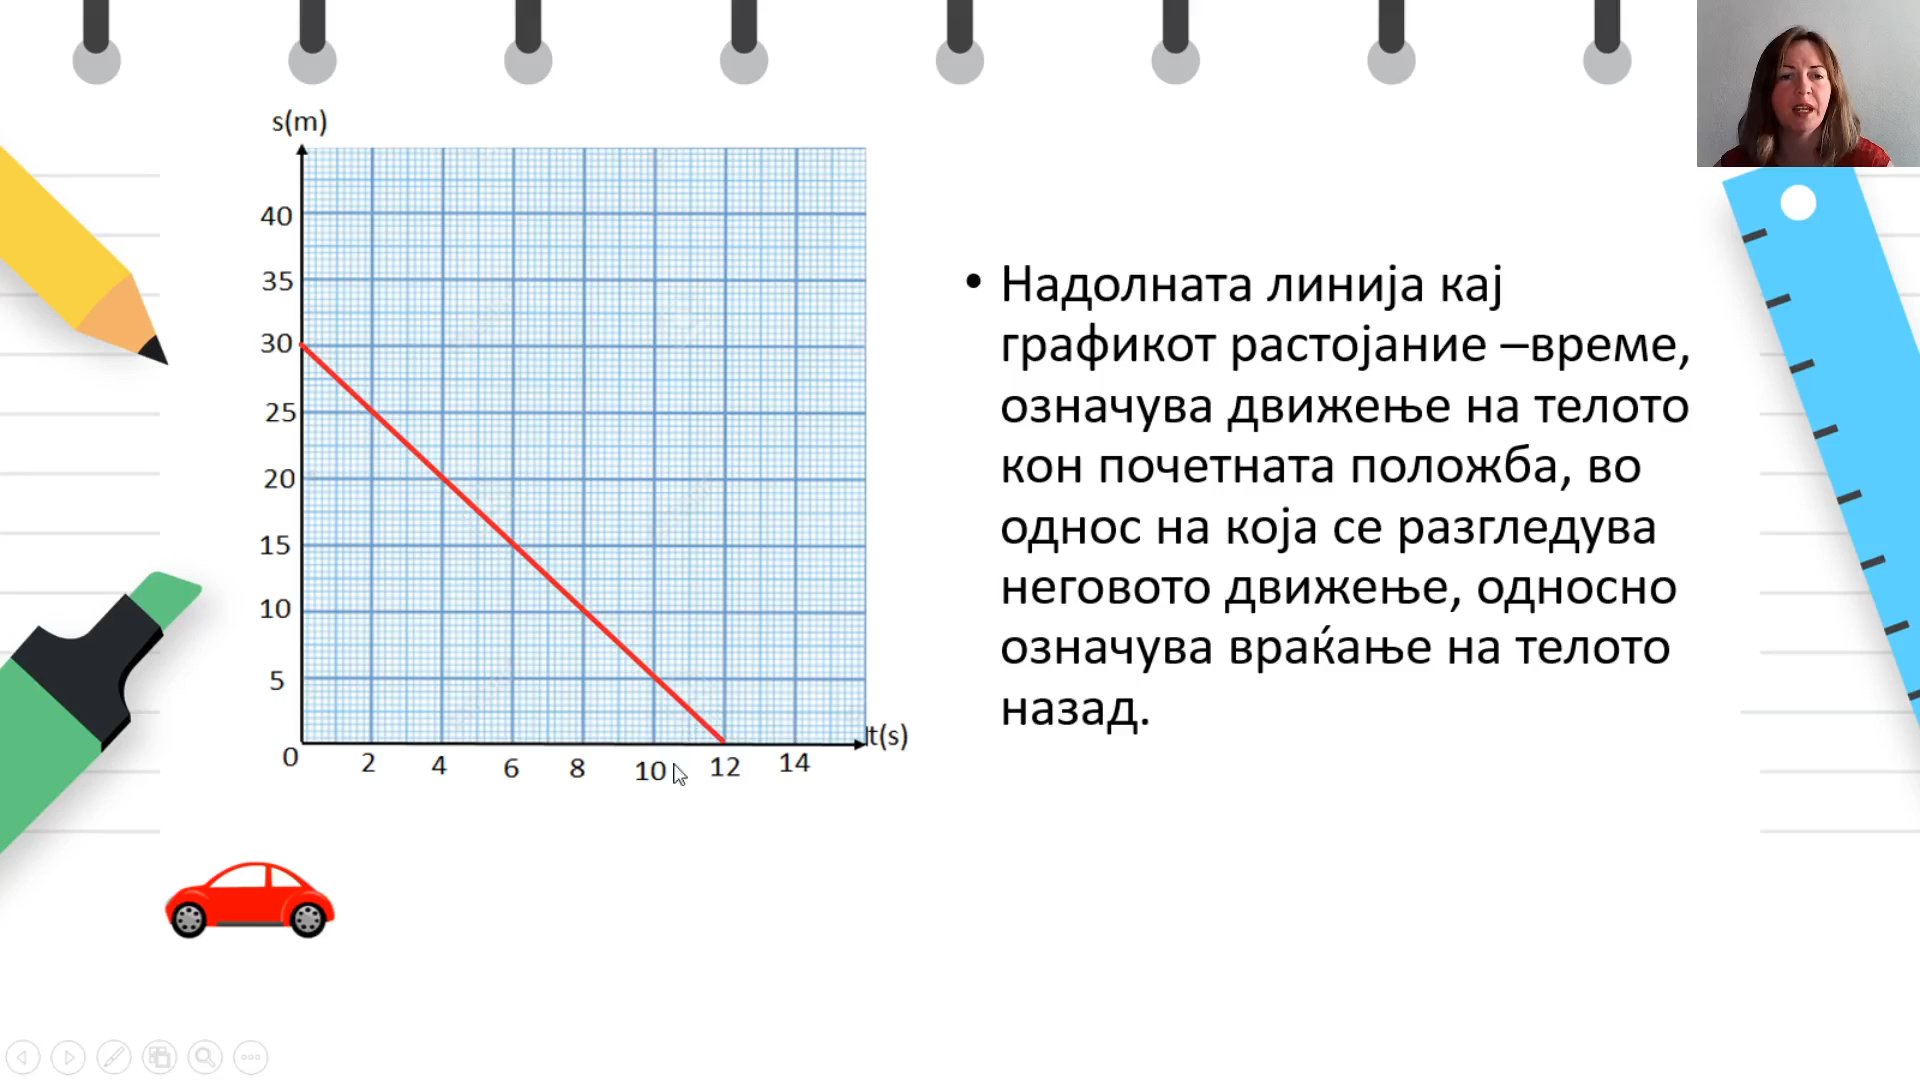 s(m)
40
35
30
25
20
15
10
5
0
2
4
6
8
10
12
14
t(s)
• Надолната линија кај
графикот растојание –време,
означува движење на телото
кон почетната положба, во
однос на која се разгледува
неговото движење, односно
означува враќање на телото
назад.